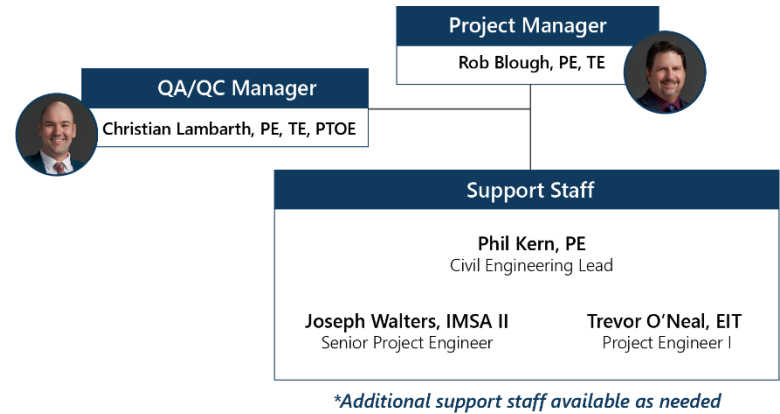 Project Manager
Rob Blough, PE, TE
QA/QC Manager
Christian Lambarth, PE, TE, PTOE
Support Staff
Phil Kern, PE
Civil Engineering Lead
Joseph Walters, IMSA II
Senior Project Engineer
Trevor O’Neal, EIT
Project Engineer I
*Additional support staff available as needed